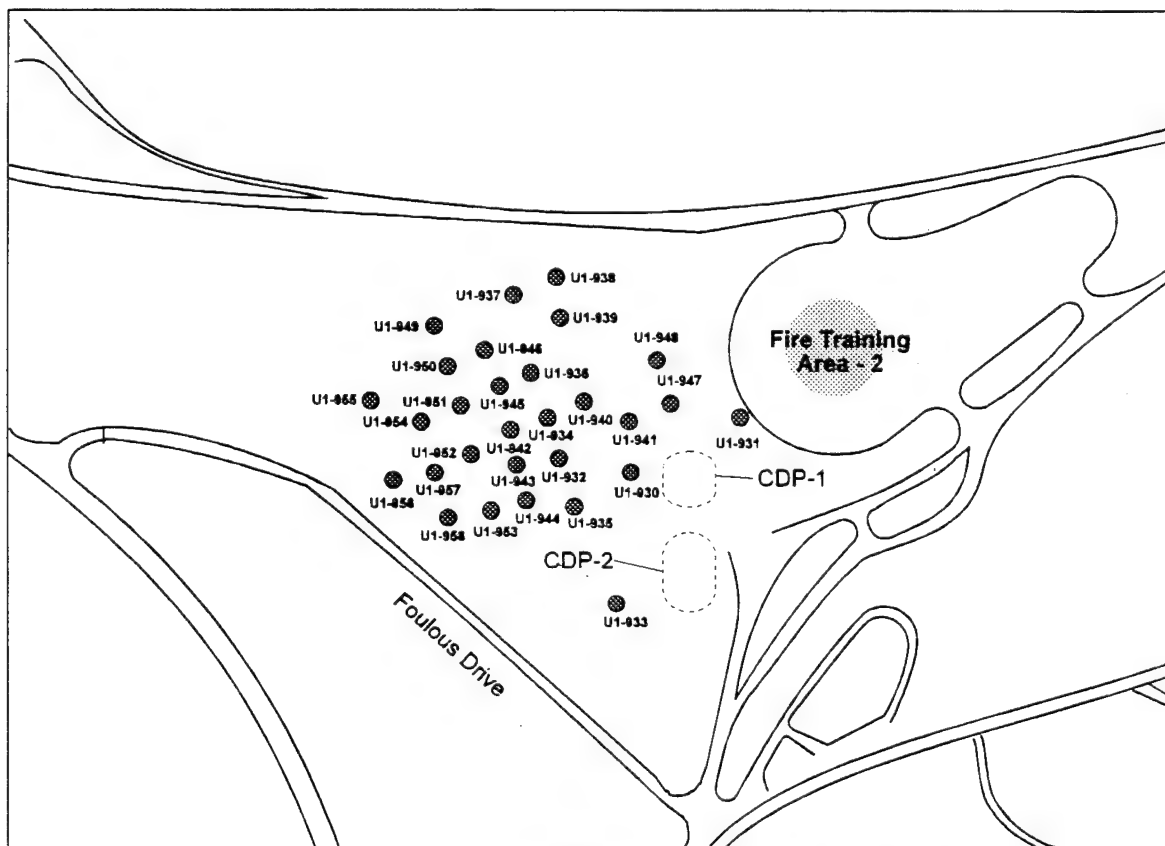 U1-938
U1-937
U1-939
U1-949
U1-946
U1-948
U1-950
U1-936
U1-947
Fire Training
Area - 2
U1-955
U1-951
U1-945
U1-940
U1-954
U1-934
U1-941
U1-931
U1-942
U1-952
U1-943
U1-932
U1-930
CDP-1
U1-957
U1-956
U1-944
U1-935
U1-958
U1-953
CDP-2
U1-933
Foulous Drive